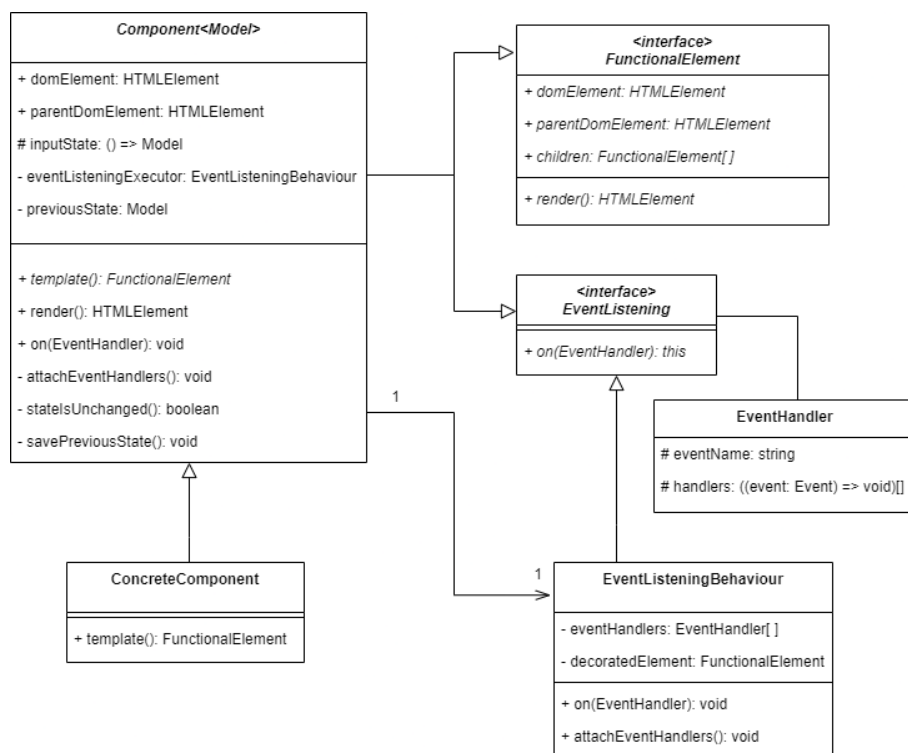 Component<Model>
+ domElement: HTMLElement
+ parentDomElement: HTMLElement
# inputState: () => Model
- eventListeningExecutor: EventListeningBehaviour
- previousState: Model
+ template(): FunctionalElement
+ render(): HTMLElement
+ on(EventHandler): void
- attachEventHandlers(): void
- stateIsUnchanged(): boolean
- savePreviousState(): void
<interface>
FunctionalElement
+ domElement: HTMLElement
+ parentDomElement: HTMLElement
+ children: FunctionalElement[ ]
+ render(): HTMLElement
<interface>
EventListening
+ on(EventHandler): this
EventHandler
# eventName: string
# handlers: ((event: Event) => void)[]
1
1
ConcreteComponent
+ template(): FunctionalElement
EventListeningBehaviour
- eventHandlers: EventHandler[ ]
- decoratedElement: FunctionalElement
+ on(EventHandler): void
+ attachEventHandlers(): void